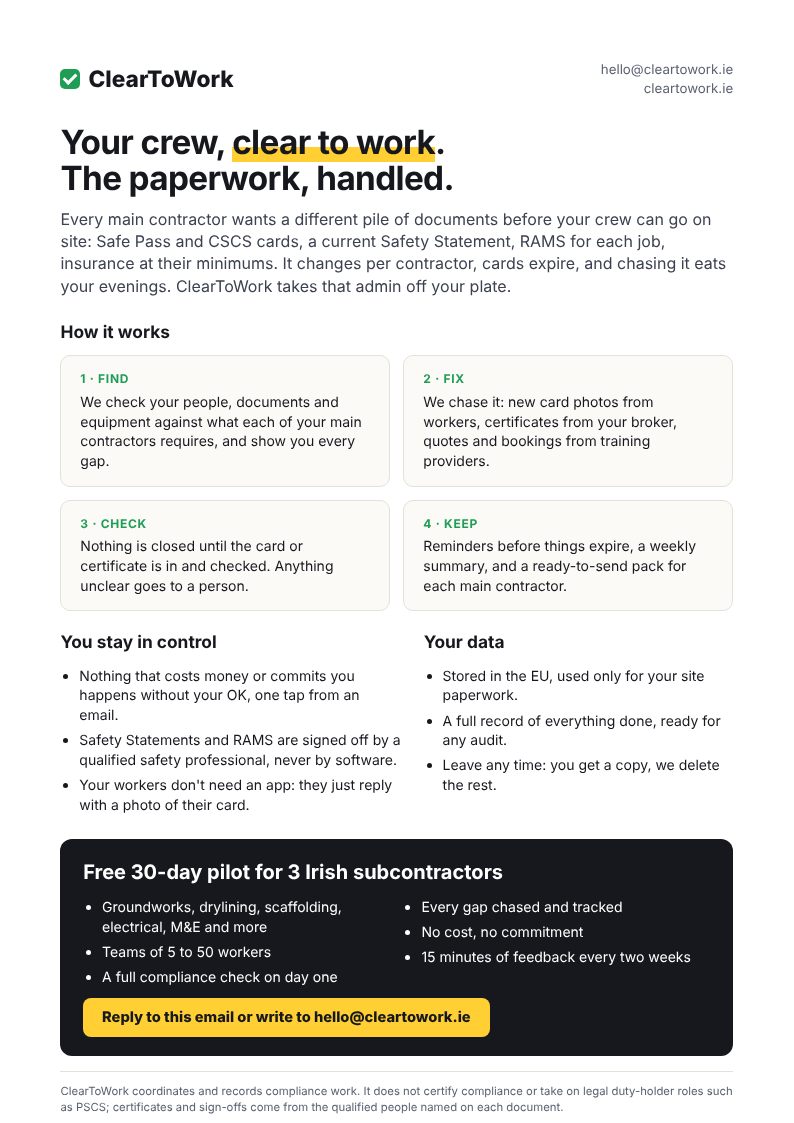 ClearToWork
hello@cleartowork.ie
cleartowork.ie
Your crew, clear to work.
The paperwork, handled.
Every main contractor wants a different pile of documents before your crew can go on
site: Safe Pass and CSCS cards, a current Safety Statement, RAMS for each job,
insurance at their minimums. It changes per contractor, cards expire, and chasing it eats
your evenings. ClearToWork takes that admin off your plate.
How it works
1 · FIND
We check your people, documents and
equipment against what each of your main
contractors requires, and show you every
gap.
2 · FIX
We chase it: new card photos from
workers, certificates from your broker,
quotes and bookings from training
providers.
3 · CHECK
Nothing is closed until the card or
certificate is in and checked. Anything
unclear goes to a person.
4 · KEEP
Reminders before things expire, a weekly
summary, and a ready-to-send pack for
each main contractor.
You stay in control
• Nothing that costs money or commits you
happens without your OK, one tap from an
email.
• Safety Statements and RAMS are signed off by a
qualified safety professional, never by software.
• Your workers don't need an app: they just reply
with a photo of their card.
Your data
• Stored in the EU, used only for your site
paperwork.
• A full record of everything done, ready for
any audit.
• Leave any time: you get a copy, we delete
the rest.
Free 30-day pilot for 3 Irish subcontractors
• Groundworks, drylining, scaffolding,
electrical, M&E and more
• Teams of 5 to 50 workers
• A full compliance check on day one
• Every gap chased and tracked
• No cost, no commitment
• 15 minutes of feedback every two weeks
Reply to this email or write to hello@cleartowork.ie
ClearToWork coordinates and records compliance work. It does not certify compliance or take on legal duty-holder roles such
as PSCS; certificates and sign-offs come from the qualified people named on each document.